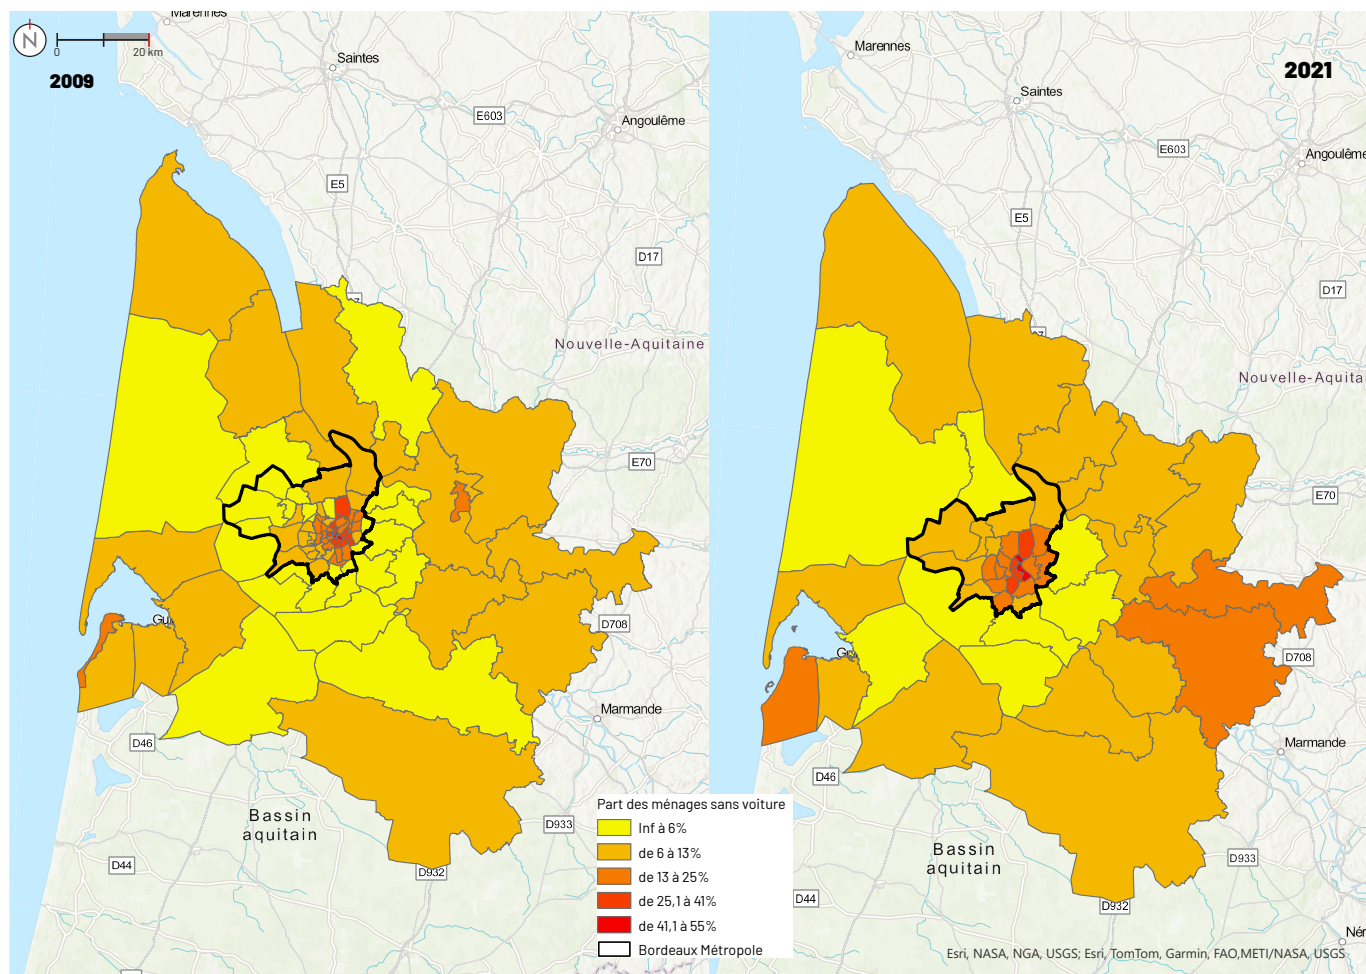 Marennes
N
0
20 km
2009
Saintes
E603
Angoulême
E5
D17
Nouvelle-Aquitaine
E70
D708
Marmande
D46
Bassin
aquitain
D933
D44
D932
Part des ménages sans voiture
Inf à 6%
de 6 à 13%
de 13 à 25%
de 25,1 à 41%
de 41,1 à 55%
Bordeaux Métropole
2021
Marennes
Saintes
E603
Angoulême
E5
D17
Nouvelle-Aquita
E70
D708
Marmande
D46
Bassin
aquitain
D933
D44
D932
Nér
Esri, NASA, NGA, USGS; Esri, TomTom, Garmin, FAO,METI/NASA, USGS